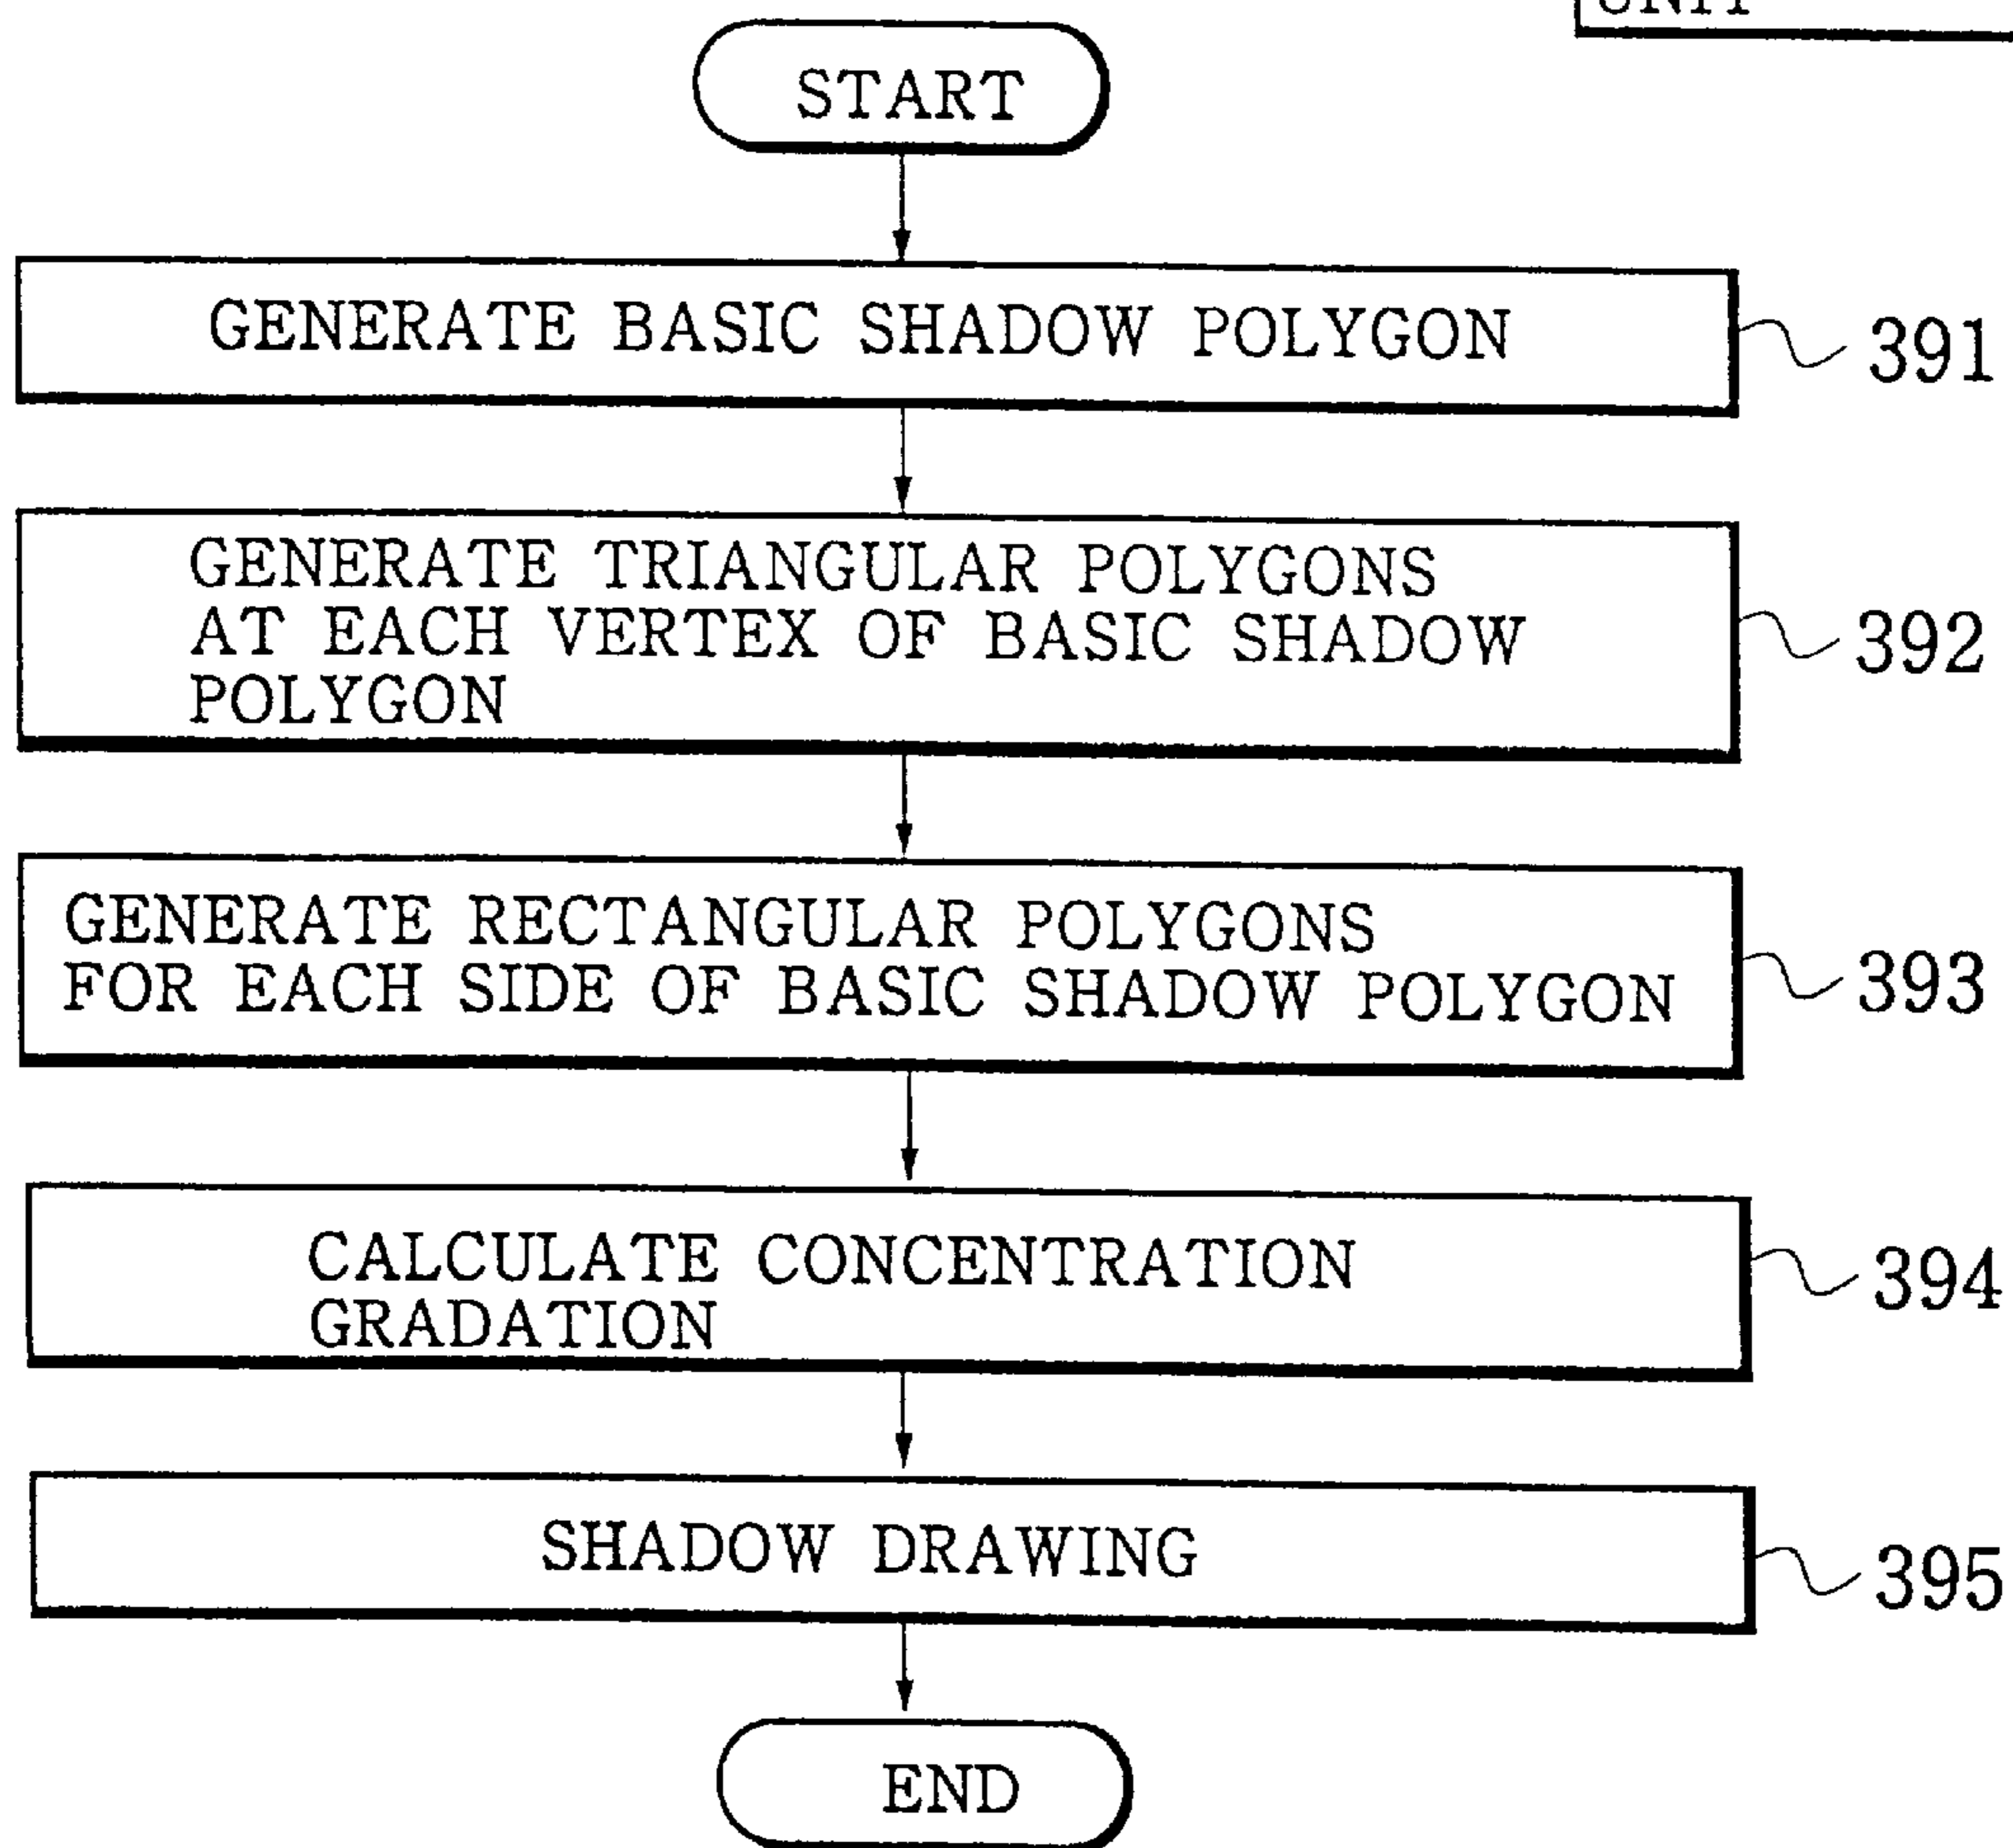 UNIT
START
GENERATE BASIC SHADOW POLYGON
391
GENERATE TRIANGULAR POLYGONS
AT EACH VERTEX OF BASIC SHADOW
POLYGON
392
GENERATE RECTANGULAR POLYGONS
FOR EACH SIDE OF BASIC SHADOW POLYGON
393
CALCULATE CONCENTRATION
GRADATION
394
SHADOW DRAWING
395
END